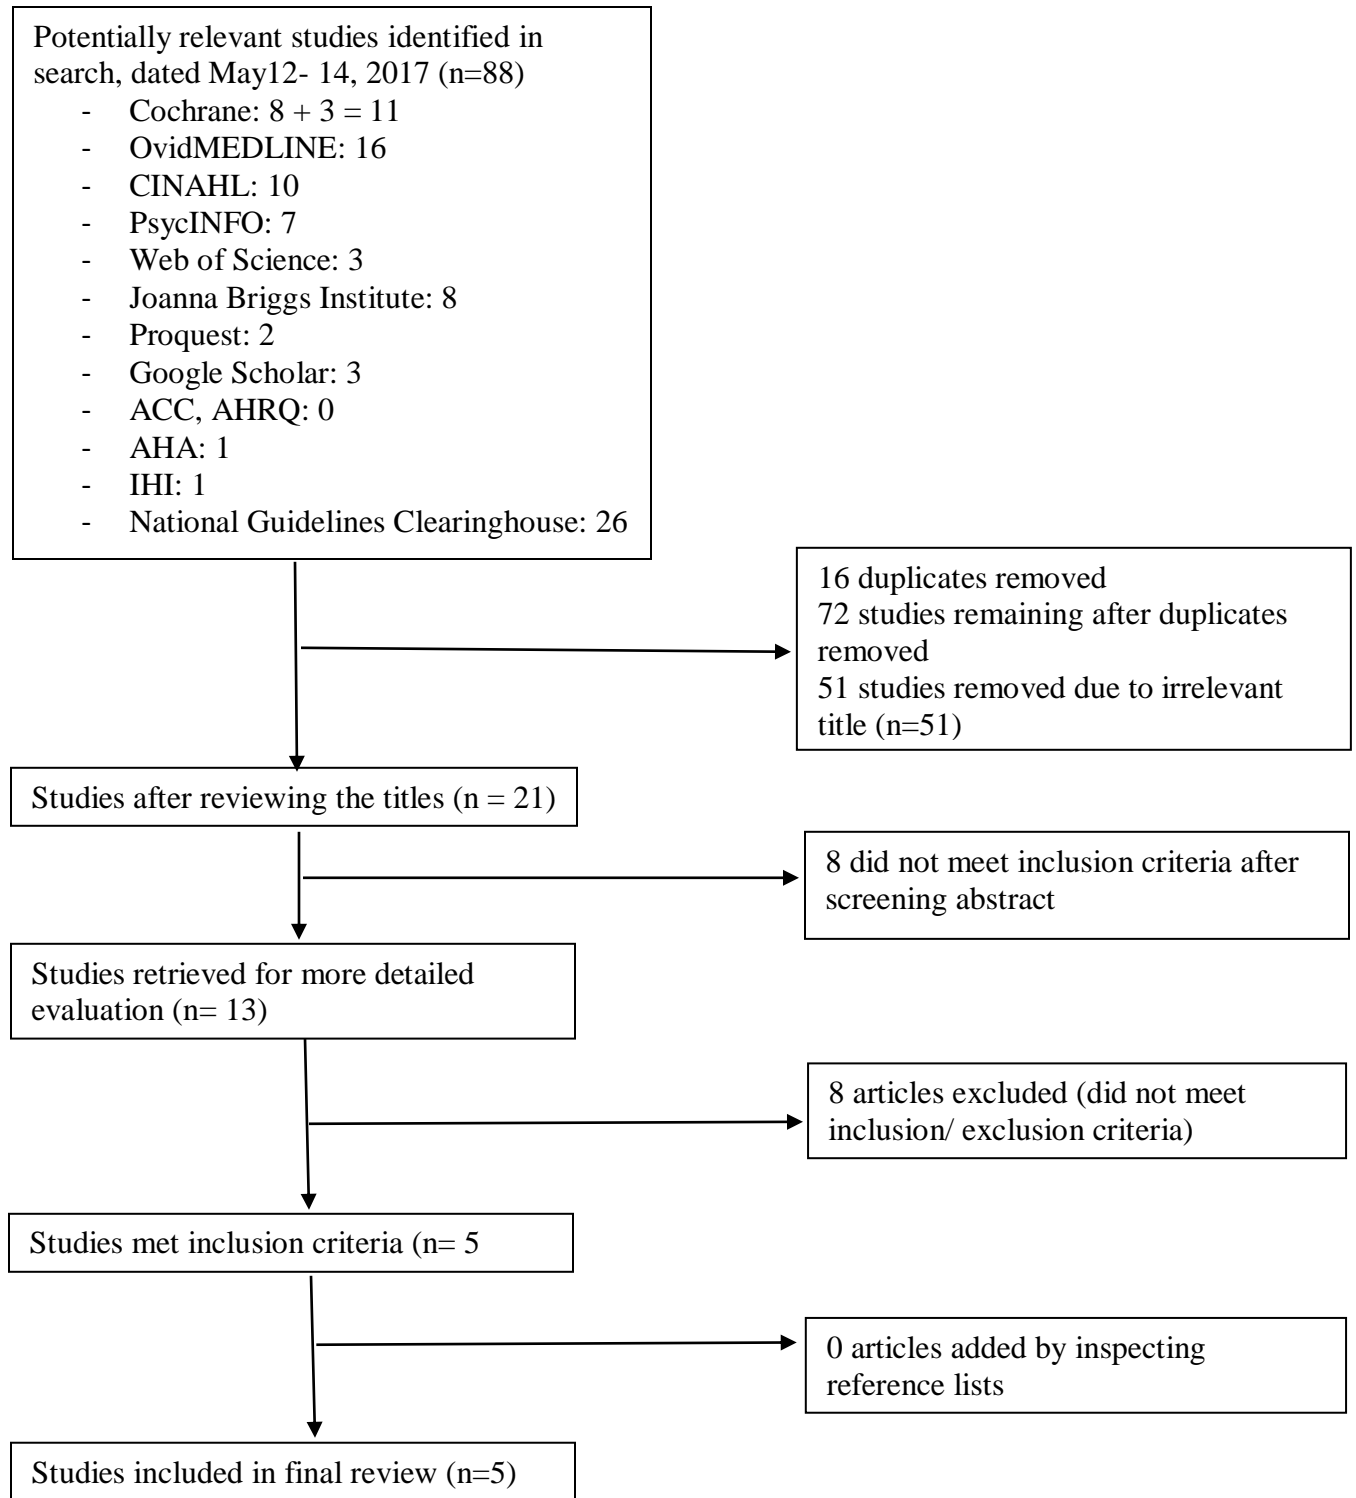 Potentially relevant studies identified in
search, dated May12- 14, 2017 (n=88)
- Cochrane: 8 + 3 = 11
- OvidMEDLINE: 16
- CINAHL: 10
- PsycINFO: 7
- Web of Science: 3
- Joanna Briggs Institute: 8
- Proquest: 2
- Google Scholar: 3
- ACC, AHRQ: 0
- AHA: 1
- IHI: 1
- National Guidelines Clearinghouse: 26
16 duplicates removed
72 studies remaining after duplicates
removed
51 studies removed due to irrelevant
title (n=51)
Studies after reviewing the titles (n = 21)
8 did not meet inclusion criteria after
screening abstract
Studies retrieved for more detailed
evaluation (n= 13)
8 articles excluded (did not meet
inclusion/ exclusion criteria)
Studies met inclusion criteria (n= 5
0 articles added by inspecting
reference lists
Studies included in final review (n=5)